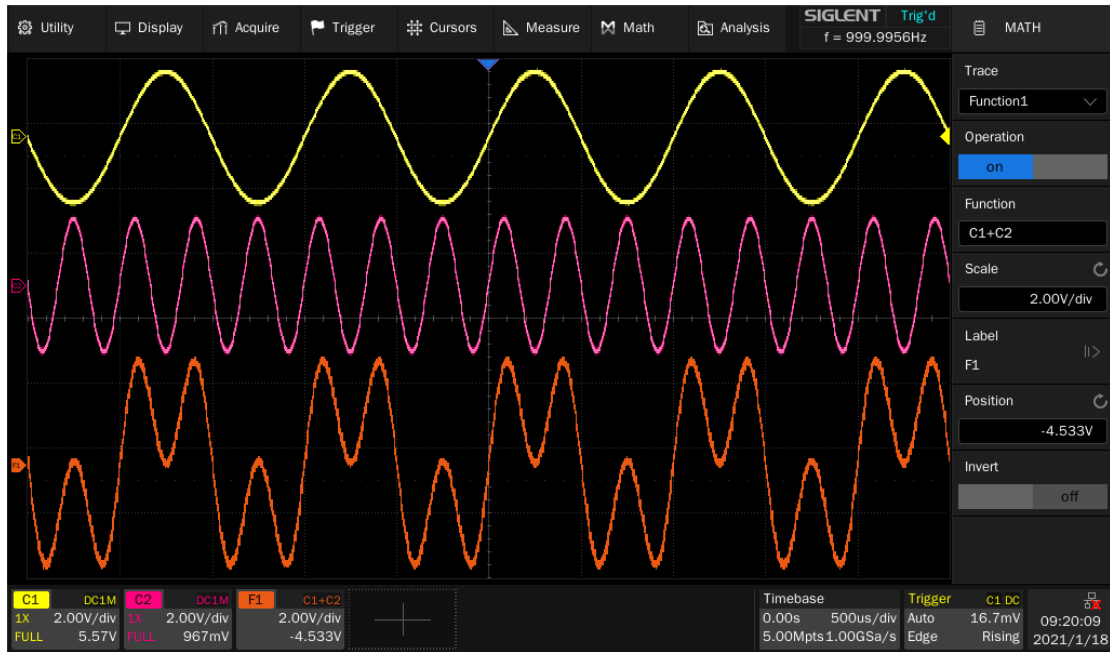 Utility Display Acquire Trigger Cursors Measure Math Analysis SIGLENT Trig'd MATH
f = 999.9956Hz
Trace
Function1
C1
Operation
on
Function
C1+C2
Scale
C2
2.00V/div
Label
F1
Position
-4.533V
F1
Invert
off
C1 DC1M C2 DC1M F1 C1+C2 Timebase Trigger C1 DC
1X 2.00V/div 1X 2.00V/div 2.00V/div 0.00s 500us/div Auto 16.7mV 09:20:09
FULL 5.57V FULL 967mV -4.533V 5.00Mpts 1.00GSa/s Edge Rising 2021/1/18